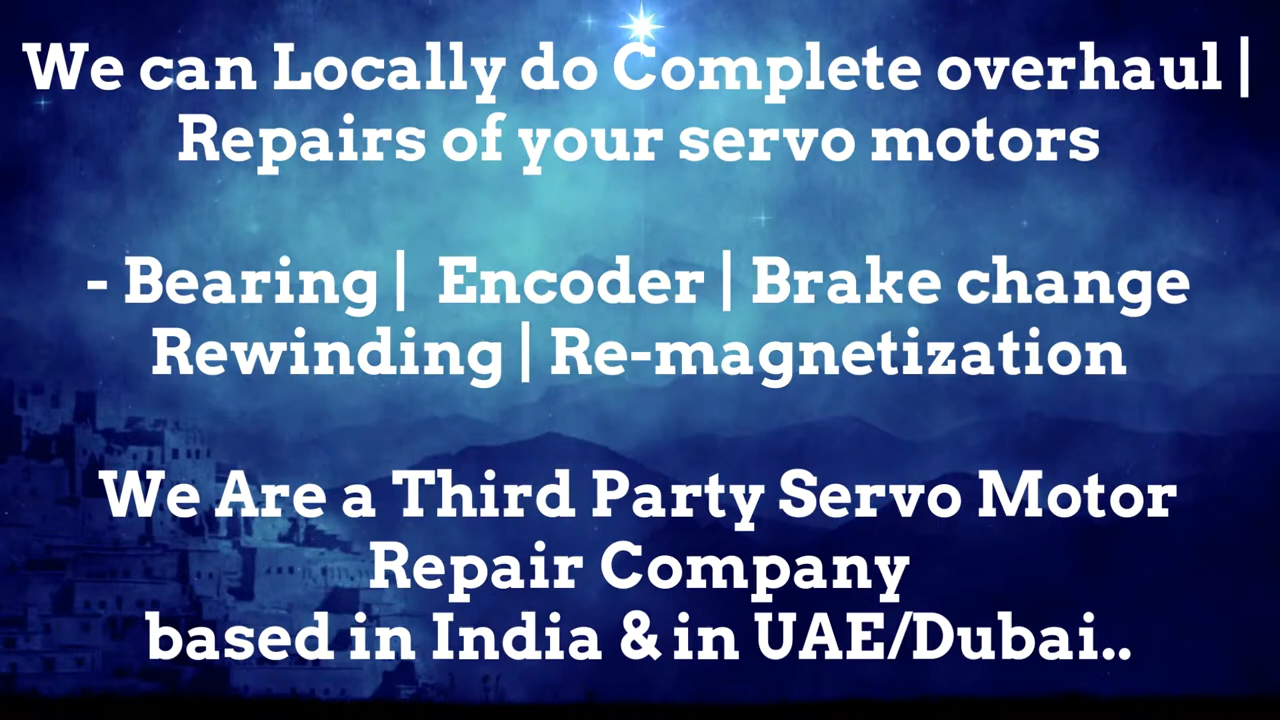 We can Locally do Complete overhaul |
Repairs of your servo motors
- Bearing | Encoder | Brake change
Rewinding | Re-magnetization
We Are a Third Party Servo Motor
Repair Company
based in India & in UAE/Dubai..